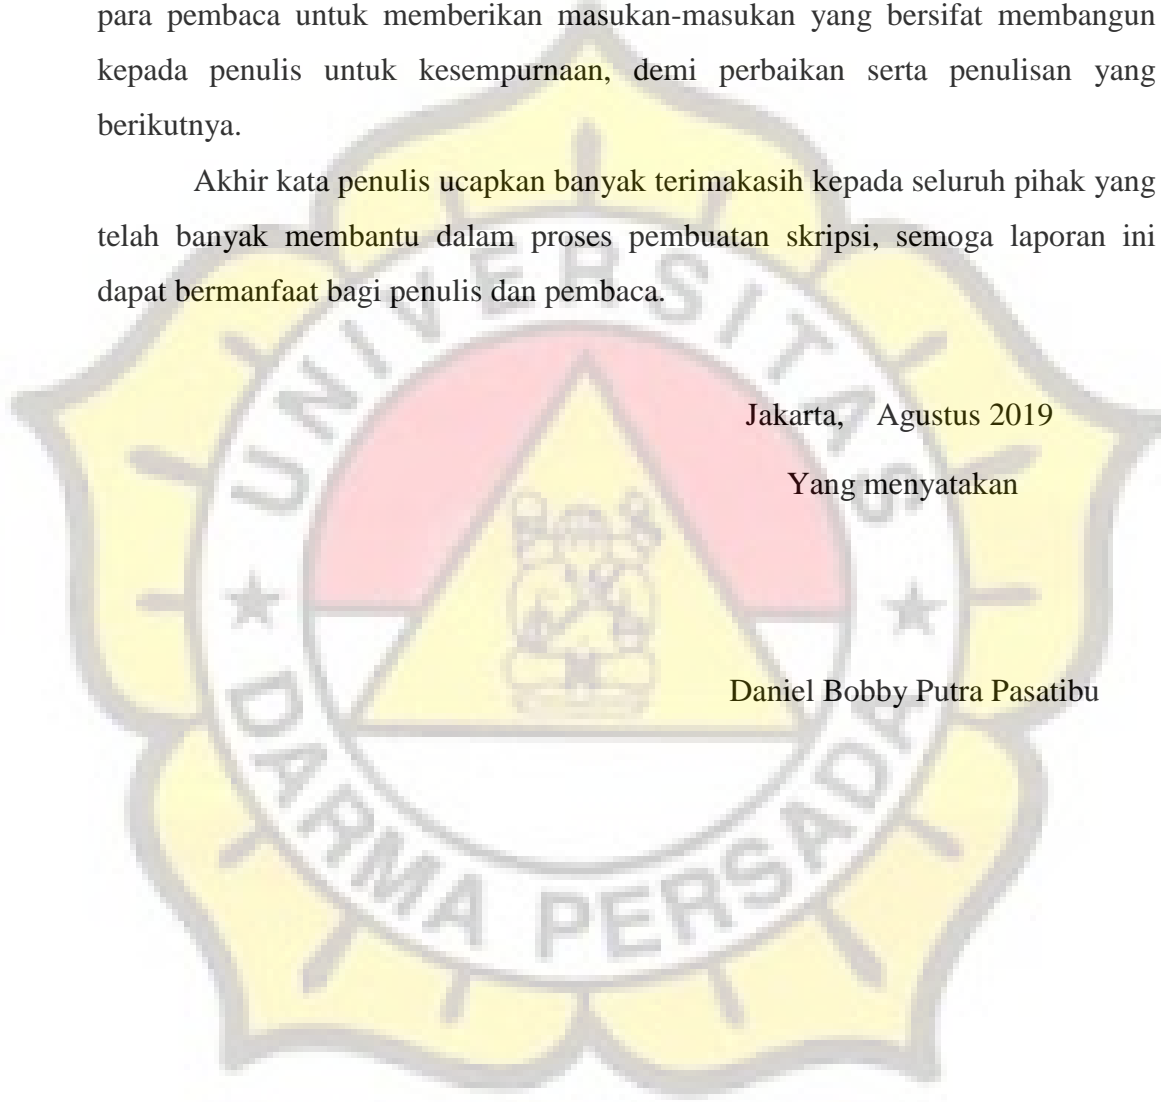 para pembaca untuk memberikan masukan-masukan yang bersifat membangun
kepada penulis untuk kesempurnaan, demi perbaikan serta penulisan yang
berikutnya.
Akhir kata penulis ucapkan banyak terimakasih kepada seluruh pihak yang
telah banyak membantu dalam proses pembuatan skripsi, semoga laporan ini
dapat bermanfaat bagi penulis dan pembaca.
UNIVERSITAS
Jakarta, Agustus 2019
Yang menyatakan
Daniel Bobby Putra Pasatibu
DARMA PERSADA